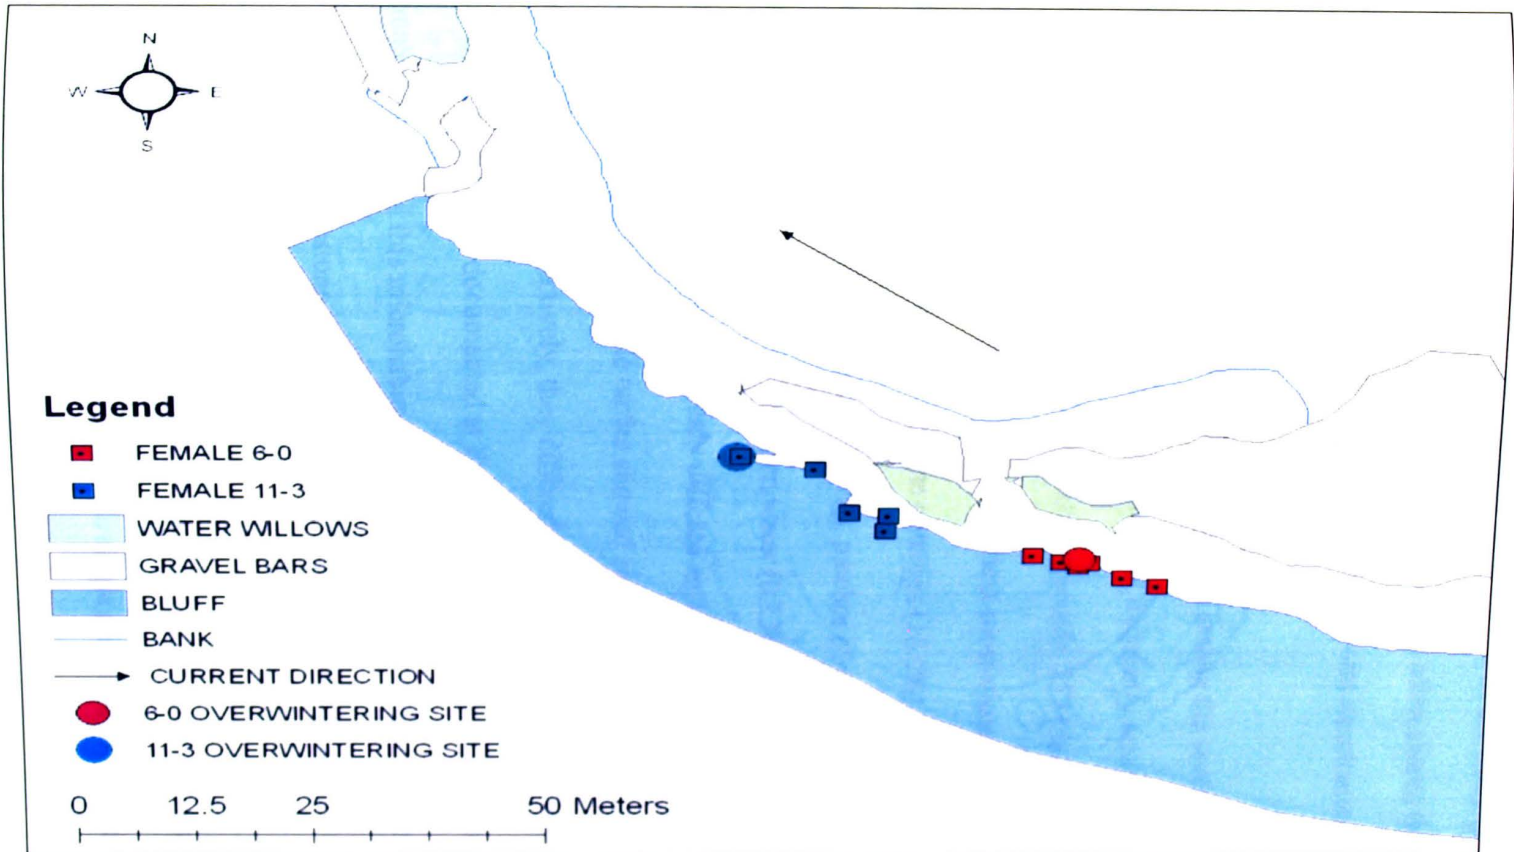 N
W E
S
Legend
FEMALE 6-0
FEMALE 11-3
WATER WILLOWS
GRAVEL BARS
BLUFF
BANK
CURRENT DIRECTION
6-0 OVERWINTERING SITE
11-3 OVERWINTERING SITE
0 12.5 25 50 Meters